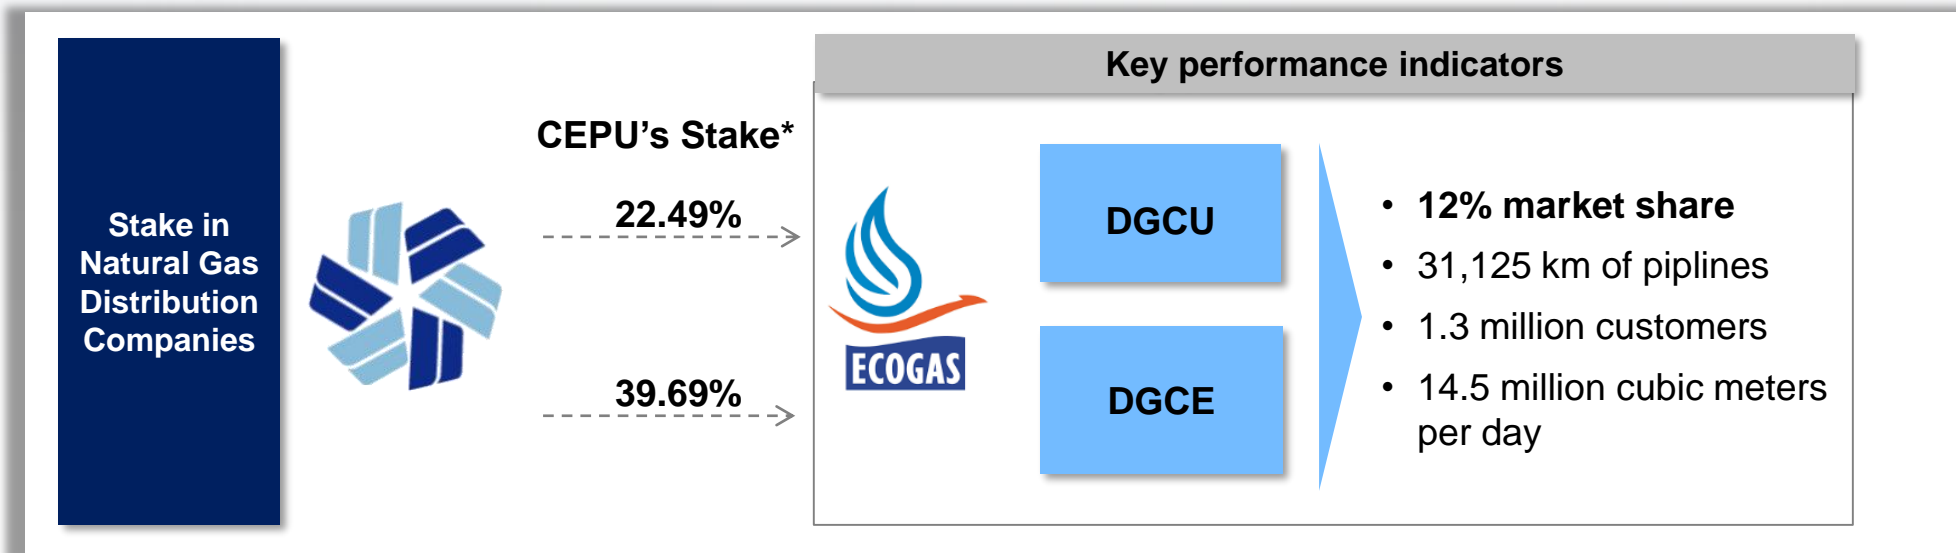 Stake in
Natural Gas
Distribution
Companies
CEPU’s Stake*
22.49%
39.69%
Key performance indicators
ECOGAS
DGCU
DGCE
• 12% market share
• 31,125 km of piplines
• 1.3 million customers
• 14.5 million cubic meters
per day